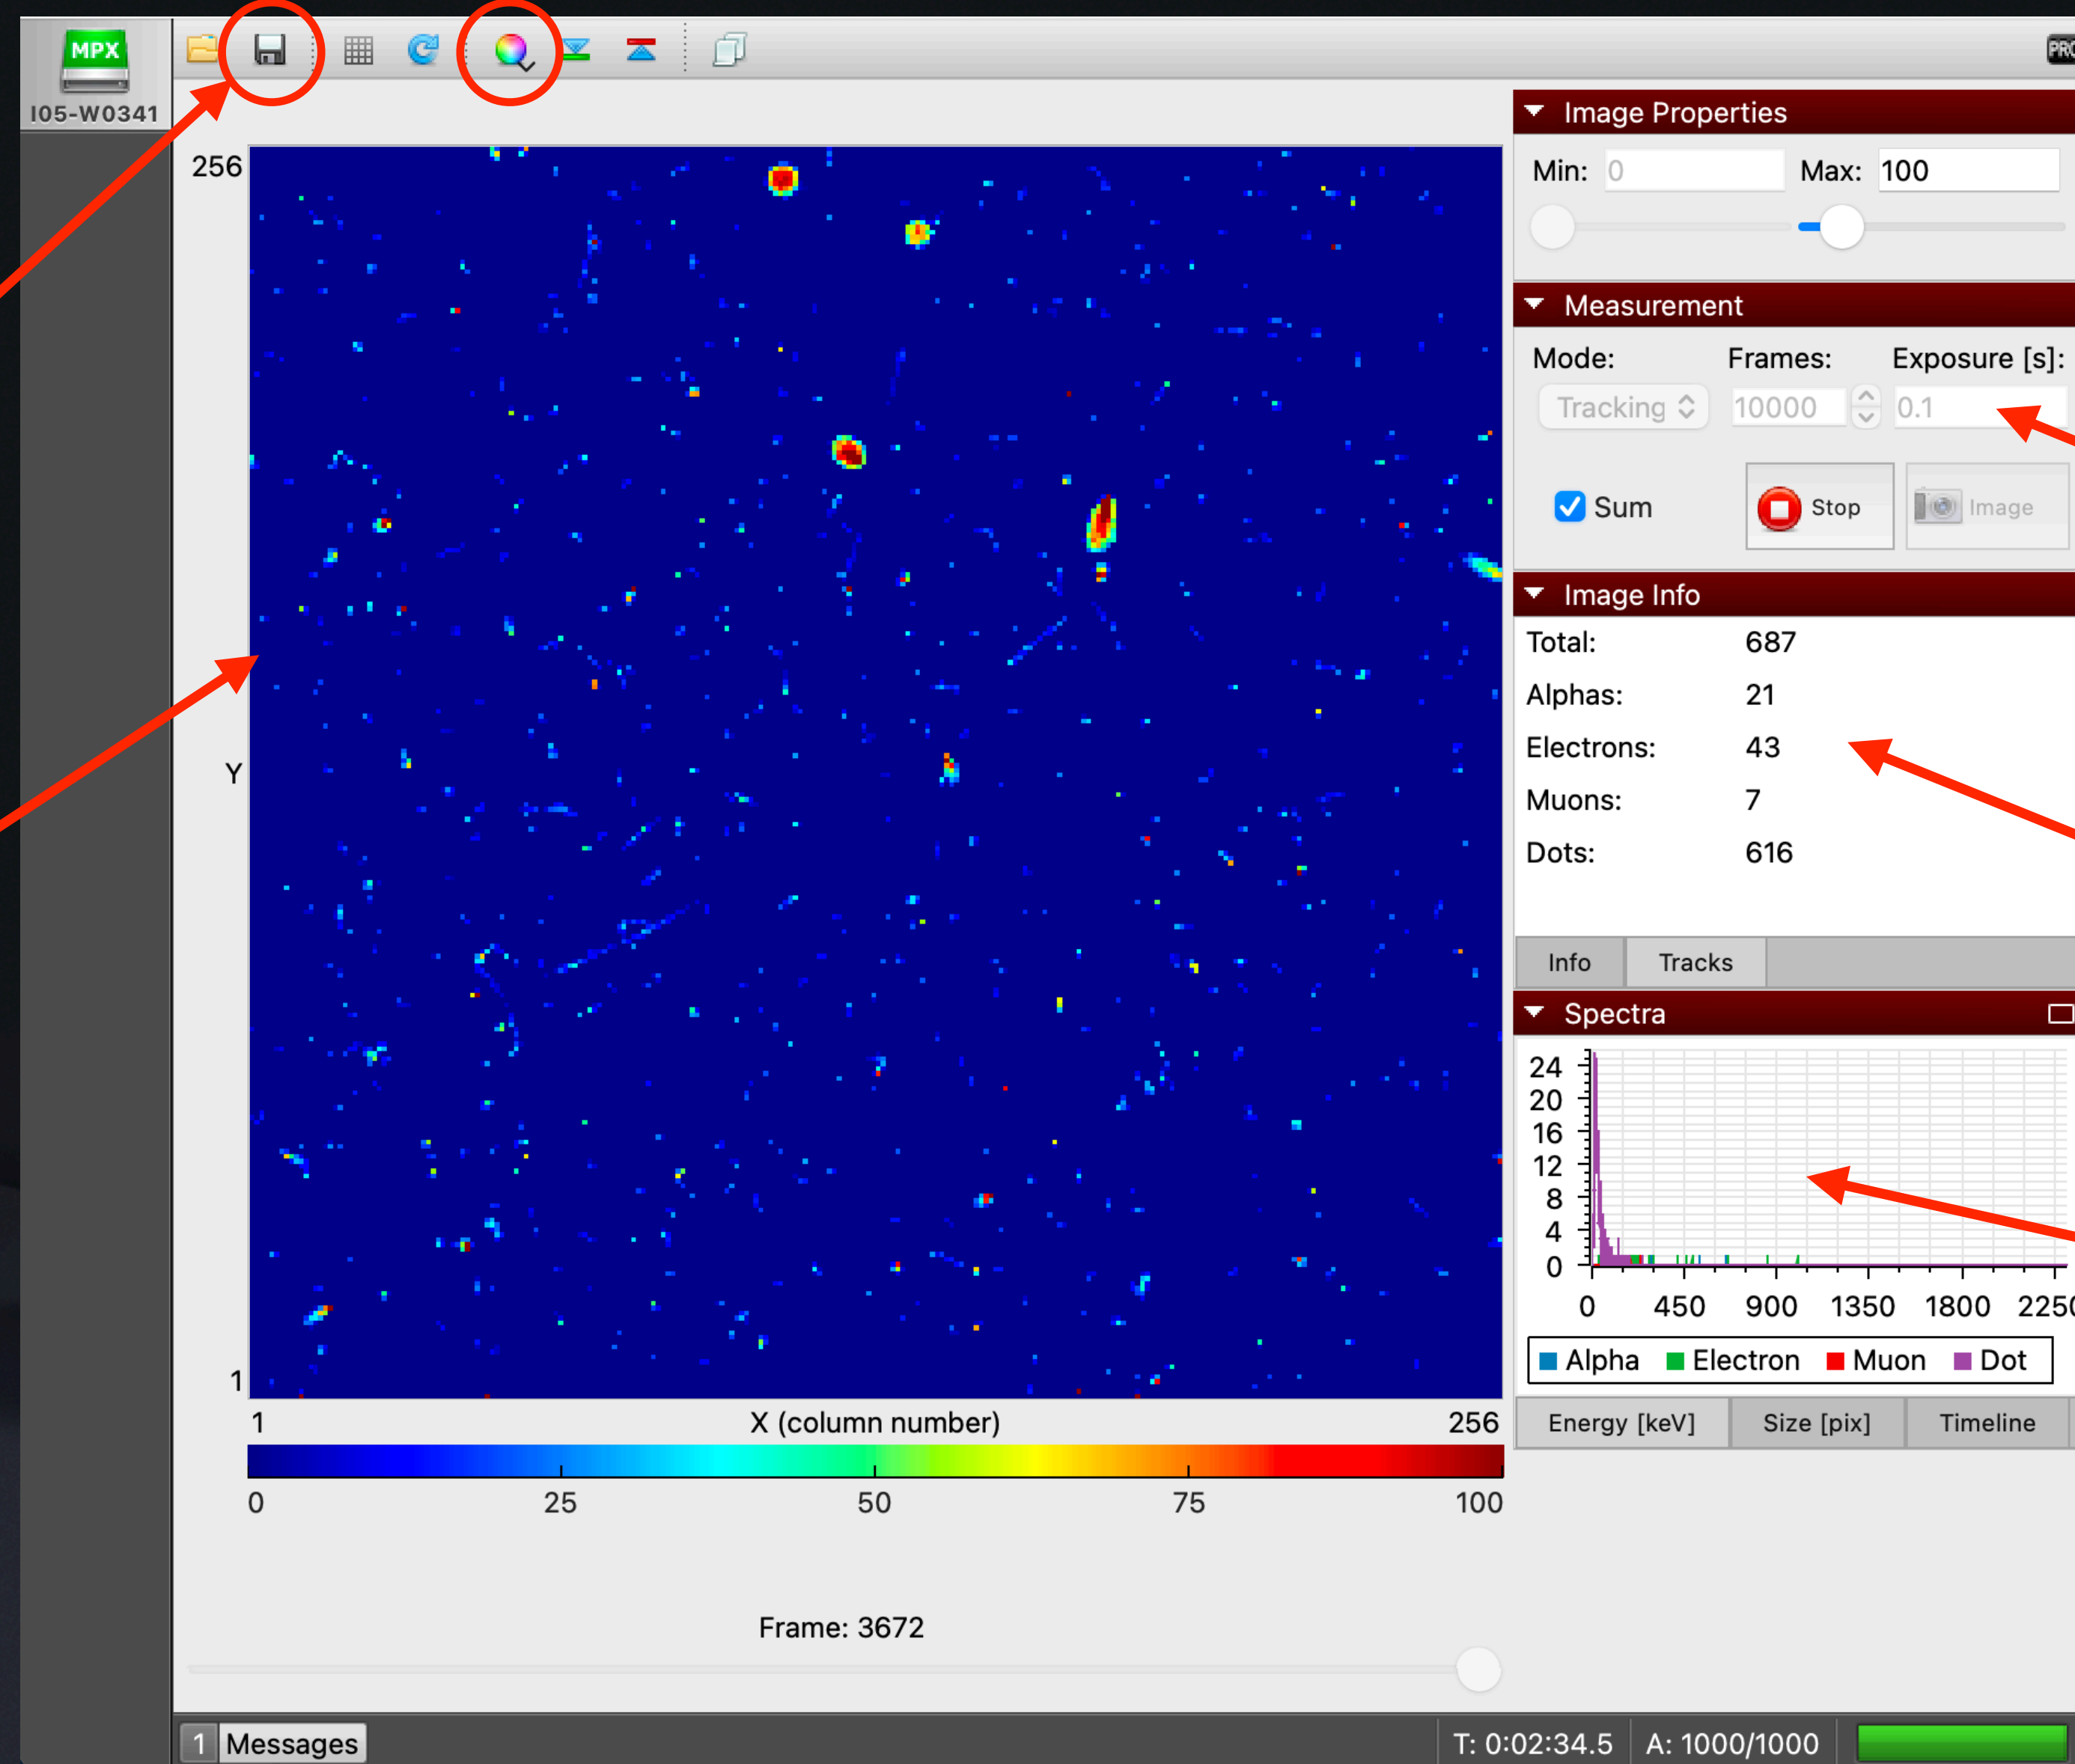 MPX
I05-W0341
Image Properties
Min: 0 Max: 100
Measurement
Mode: Frames: Exposure [s]:
Tracking 10000 0.1
Sum Stop Image
Image Info
Total: 687
Alphas: 21
Electrons: 43
Muons: 7
Dots: 616
Info Tracks
Spectra
24
20
16
12
8
4
0
0 450 900 1350 1800 2250
Alpha Electron Muon Dot
Energy [keV] Size [pix] Timeline
256
Y
1
1 X (column number) 256
0 25 50 75 100
Frame: 3672
1 Messages T: 0:02:34.5 A: 1000/1000